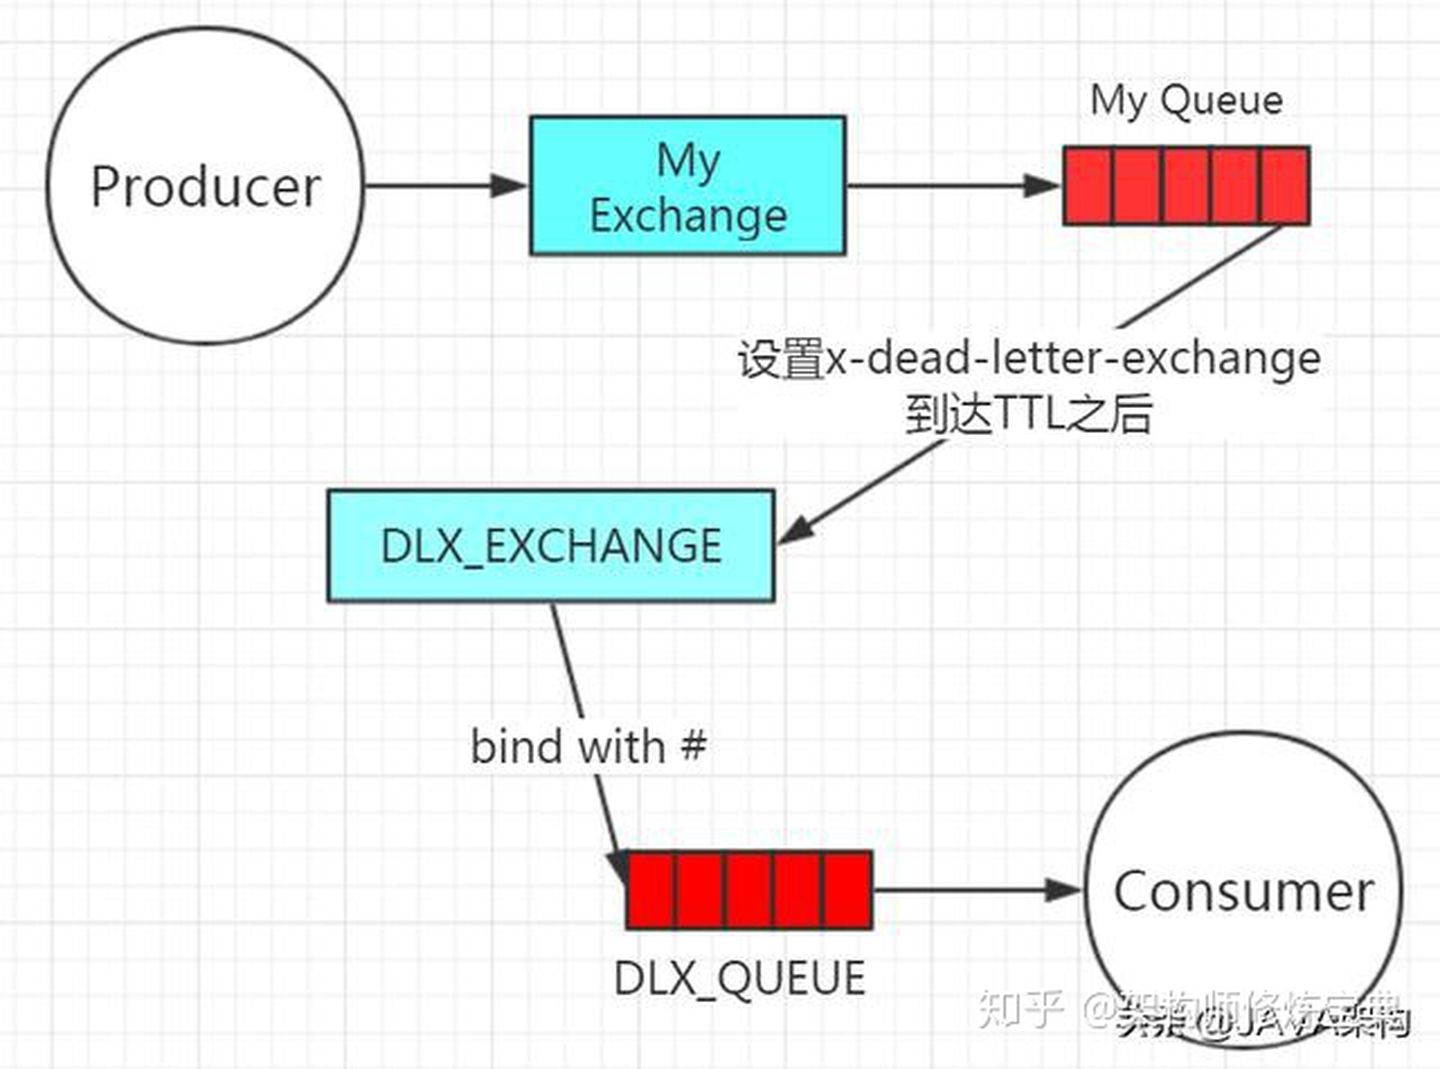 Producer
My
Exchange
My Queue
设置x-dead-letter-exchange
到达TTL之后
DLX_EXCHANGE
bind with #
DLX_QUEUE
Consumer
知乎 @架构师修炼宝典
头条@JAVA架构